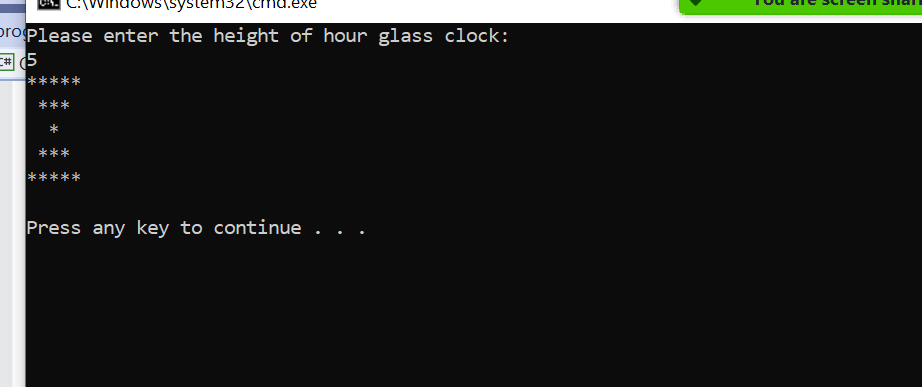 C:\Windows\system32\cmd.exe
Please enter the height of hour glass clock:
5
*****
 ***
  *
 ***
*****
Press any key to continue . . .